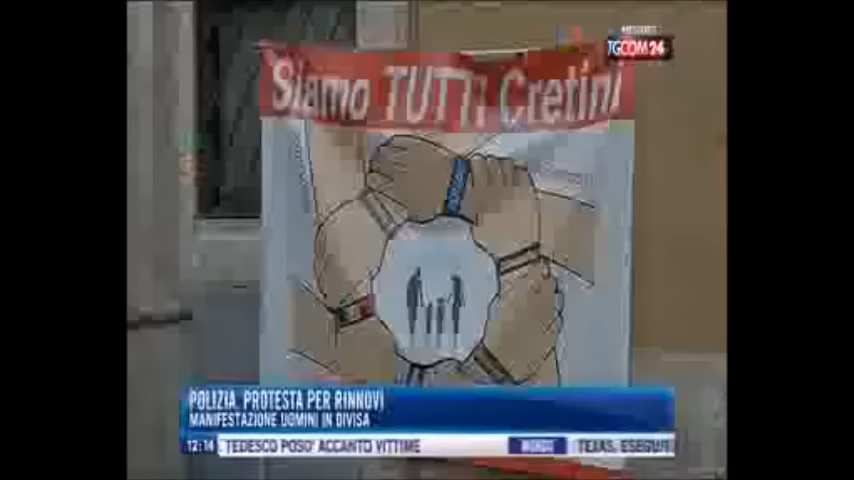 TGCOM24
Siamo TUTTI Cretini
POLIZIA, PROTESTA PER RINNOVI
MANIFESTAZIONE UOMINI IN DIVISA
12:14 TEDESCO POSO' ACCANTO VITTIME MONDO TEXAS, ESEGUI